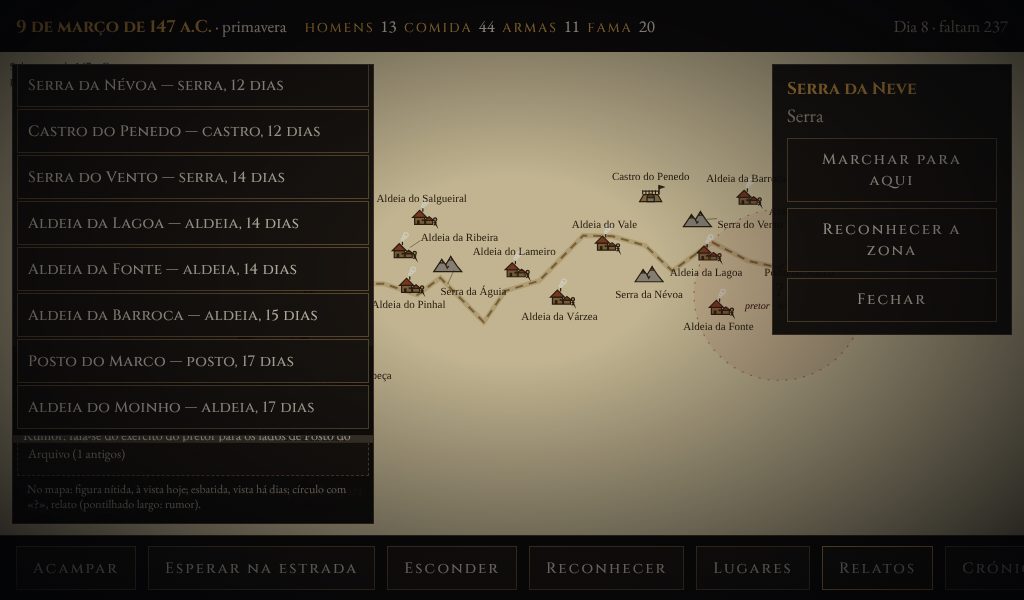 9 DE MARÇO DE 147 A.C. · primavera HOMENS 13 COMIDA 44 ARMAS 11 FAMA 20 Dia 8 · faltam 237
SERRA DA NÉVOA — SERRA, 12 DIAS
CASTRO DO PENEDO — CASTRO, 12 DIAS
SERRA DO VENTO — SERRA, 14 DIAS
ALDEIA DA LAGOA — ALDEIA, 14 DIAS
ALDEIA DA FONTE — ALDEIA, 14 DIAS
ALDEIA DA BARROCA — ALDEIA, 15 DIAS
POSTO DO MARCO — POSTO, 17 DIAS
ALDEIA DO MOINHO — ALDEIA, 17 DIAS
Rumor: fala-se do exército do pretor para os lados de Posto do
Arquivo (1 antigos)
No mapa: figura nítida, à vista hoje; esbatida, vista há dias; círculo com
«?», relato (pontilhado largo: rumor).
Castro do Penedo
Aldeia da Barro
Aldeia do Salgueiral
Aldeia do Vale
Serra do Ven
Aldeia da Ribeira
Aldeia do Lameiro
Aldeia da Lagoa
Serra da Águia
Serra da Névoa
Aldeia do Pinhal
pretor
Aldeia da Várzea
Aldeia da Fonte
beça
SERRA DA NEVE
Serra
MARCHAR PARA
AQUI
RECONHECER A
ZONA
FECHAR
ACAMPAR
ESPERAR NA ESTRADA
ESCONDER
RECONHECER
LUGARES
RELATOS
CRÓNI